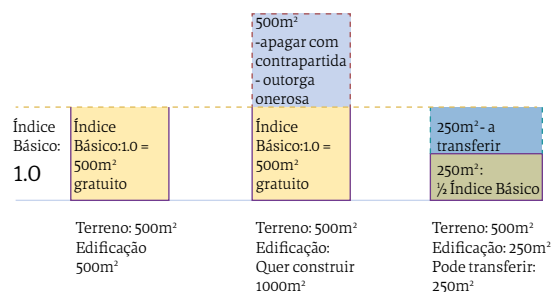 500m²
-apagar com
contrapartida
- outorga
onerosa
Índice
Básico:
1.0
Índice
Básico:1.0 =
500m²
gratuito
Índice
Básico:1.0 =
500m²
gratuito
250m²- a
transferir
250m²:
½ Índice Básico
Terreno: 500m²
Edificação
500m²
Terreno: 500m²
Edificação:
Quer construir
1000m²
Terreno: 500m²
Edificação: 250m²
Pode transferir:
250m²